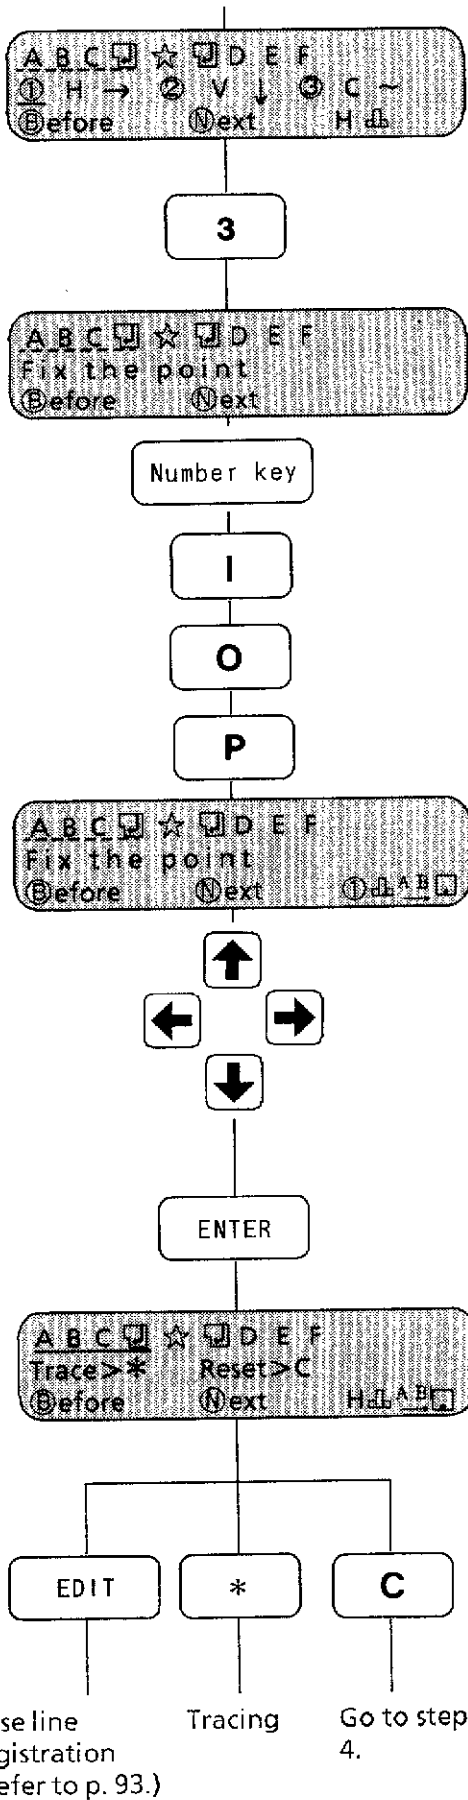 A B C ☆ D E F
① H → ② V ↓ ③ C ~
Ⓑefore Ⓝext H
3
A B C ☆ D E F
Fix the point
Ⓑefore Ⓝext
Number key
I
O
P
A B C ☆ D E F
Fix the point
Ⓑefore Ⓝext ① A B
↑
← →
↓
ENTER
A B C ☆ D E F
Trace>* Reset>C
Ⓑefore Ⓝext H A B
EDIT * C
se line Tracing Go to step
gistration 4.
efer to p. 93.)